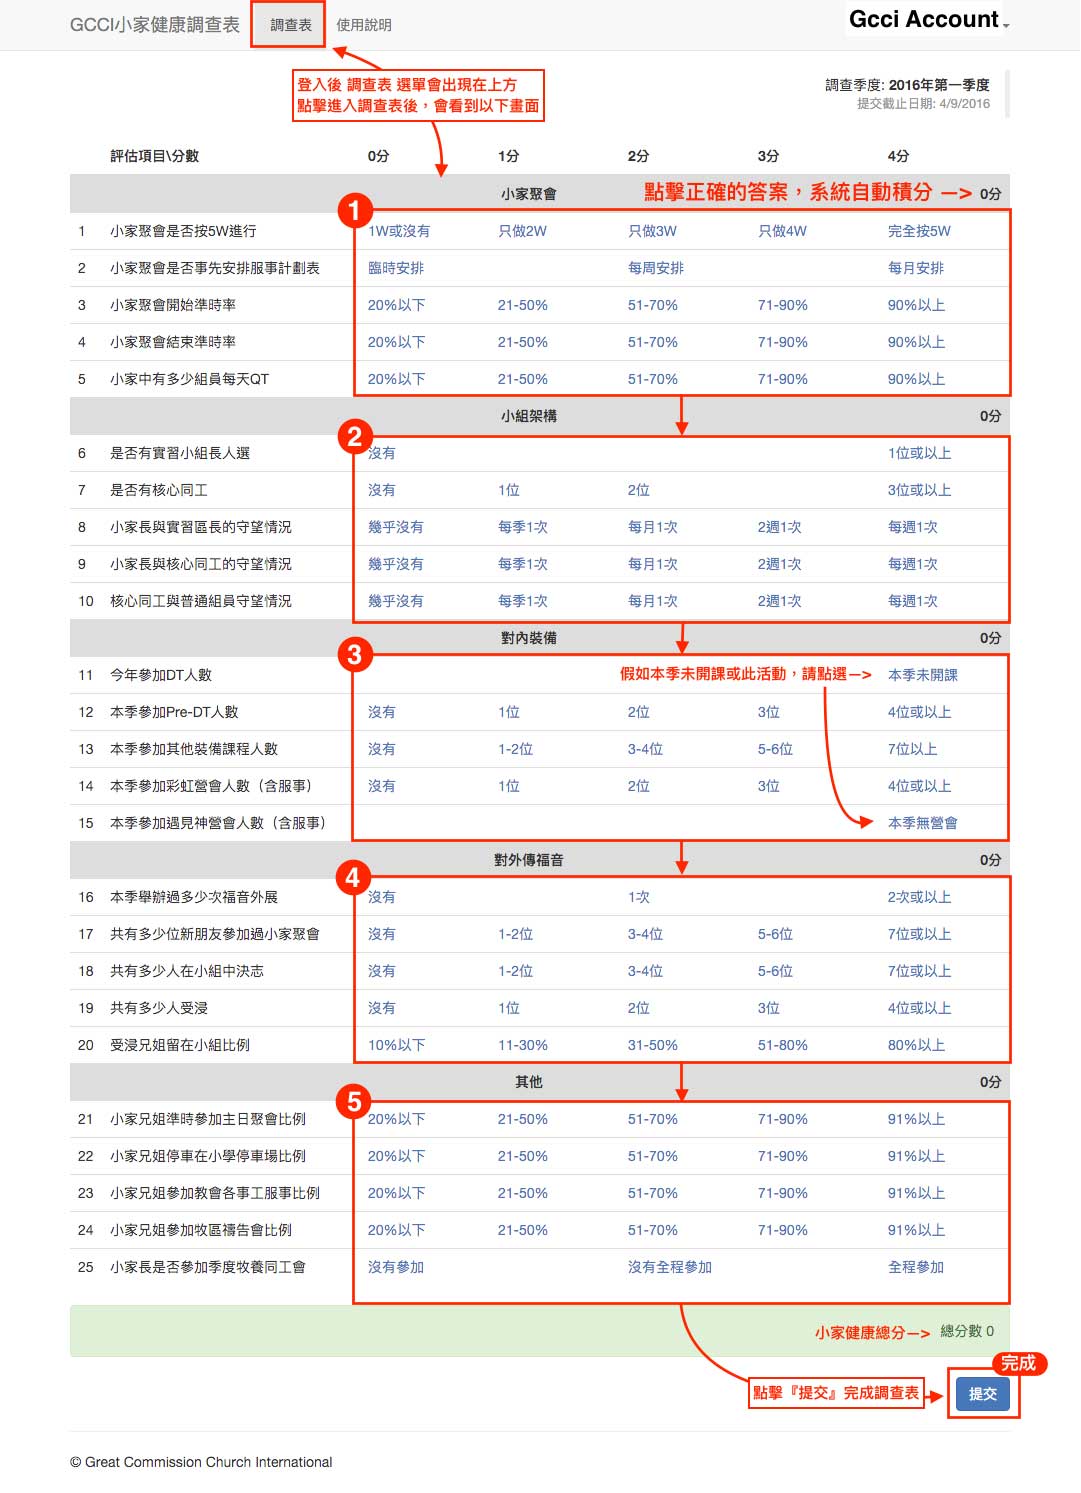 GCCI小家健康調查表 調查表 使用說明 Gcci Account
登入後 調查表 選單會出現在上方
點擊進入調查表後，會看到以下畫面
調查季度: 2016年第一季度
提交截止日期: 4/9/2016
評估項目\分數 0分 1分 2分 3分 4分
小家聚會 點擊正確的答案，系統自動積分 —> 0分
1
1 小家聚會是否按5W進行 1W或沒有 只做2W 只做3W 只做4W 完全按5W
2 小家聚會是否事先安排服事計劃表 臨時安排 每周安排 每月安排
3 小家聚會開始準時率 20%以下 21-50% 51-70% 71-90% 90%以上
4 小家聚會結束準時率 20%以下 21-50% 51-70% 71-90% 90%以上
5 小家中有多少組員每天QT 20%以下 21-50% 51-70% 71-90% 90%以上
小組架構 0分
2
6 是否有實習小組長人選 沒有 1位或以上
7 是否有核心同工 沒有 1位 2位 3位或以上
8 小家長與實習區長的守望情況 幾乎沒有 每季1次 每月1次 2週1次 每週1次
9 小家長與核心同工的守望情況 幾乎沒有 每季1次 每月1次 2週1次 每週1次
10 核心同工與普通組員守望情況 幾乎沒有 每季1次 每月1次 2週1次 每週1次
對內裝備 0分
3
11 今年參加DT人數 假如本季未開課或此活動，請點選—> 本季未開課
12 本季參加Pre-DT人數 沒有 1位 2位 3位 4位或以上
13 本季參加其他裝備課程人數 沒有 1-2位 3-4位 5-6位 7位以上
14 本季參加彩虹營會人數（含服事） 沒有 1位 2位 3位 4位或以上
15 本季參加遇見神營會人數（含服事） 本季無營會
對外傳福音 0分
4
16 本季舉辦過多少次福音外展 沒有 1次 2次或以上
17 共有多少位新朋友參加過小家聚會 沒有 1-2位 3-4位 5-6位 7位或以上
18 共有多少人在小組中決志 沒有 1-2位 3-4位 5-6位 7位或以上
19 共有多少人受浸 沒有 1位 2位 3位 4位或以上
20 受浸兄姐留在小組比例 10%以下 11-30% 31-50% 51-80% 80%以上
其他 0分
5
21 小家兄姐準時參加主日聚會比例 20%以下 21-50% 51-70% 71-90% 91%以上
22 小家兄姐停車在小學停車場比例 20%以下 21-50% 51-70% 71-90% 91%以上
23 小家兄姐參加教會各事工服事比例 20%以下 21-50% 51-70% 71-90% 91%以上
24 小家兄姐參加牧區禱告會比例 20%以下 21-50% 51-70% 71-90% 91%以上
25 小家長是否參加季度牧養同工會 沒有參加 沒有全程參加 全程參加
小家健康總分—> 總分數 0
完成
點擊『提交』完成調查表 提交
© Great Commission Church International